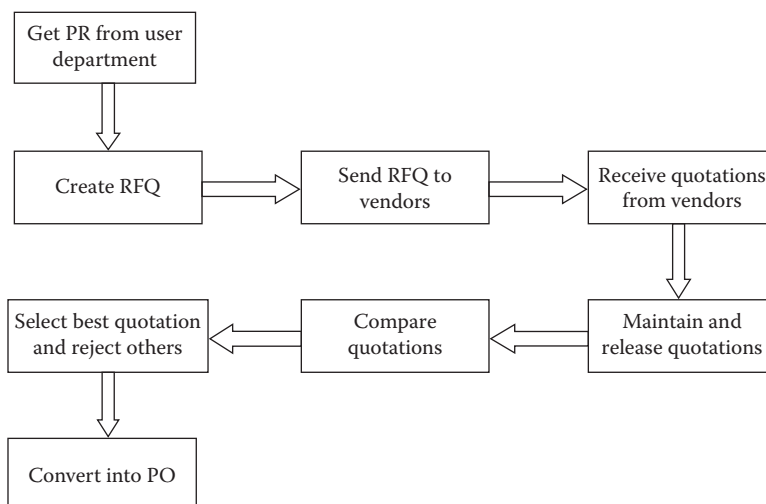 Get PR from user
department
Create RFQ
Send RFQ to
vendors
Receive quotations
from vendors
Maintain and
release quotations
Compare
quotations
Select best quotation
and reject others
Convert into PO